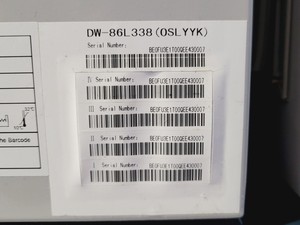 DW-86L338(OSLYYK)
Serial Number:
BE0FU3E1T00QEE430007
IV Serial Number:
BE0FU3E1T00QEE430007
III Serial Number:
BE0FU3E1T00QEE430007
II Serial Number:
BE0FU3E1T00QEE430007
I Serial Number:
BE0FU3E1T00QEE430007
he Barcode